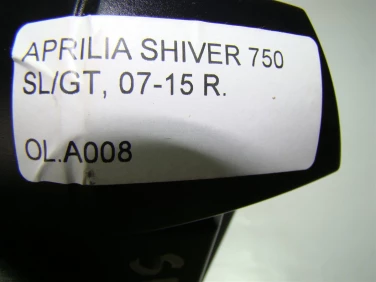 APRILIA SHIVER 750
SL/GT, 07-15 R.
OL.A008